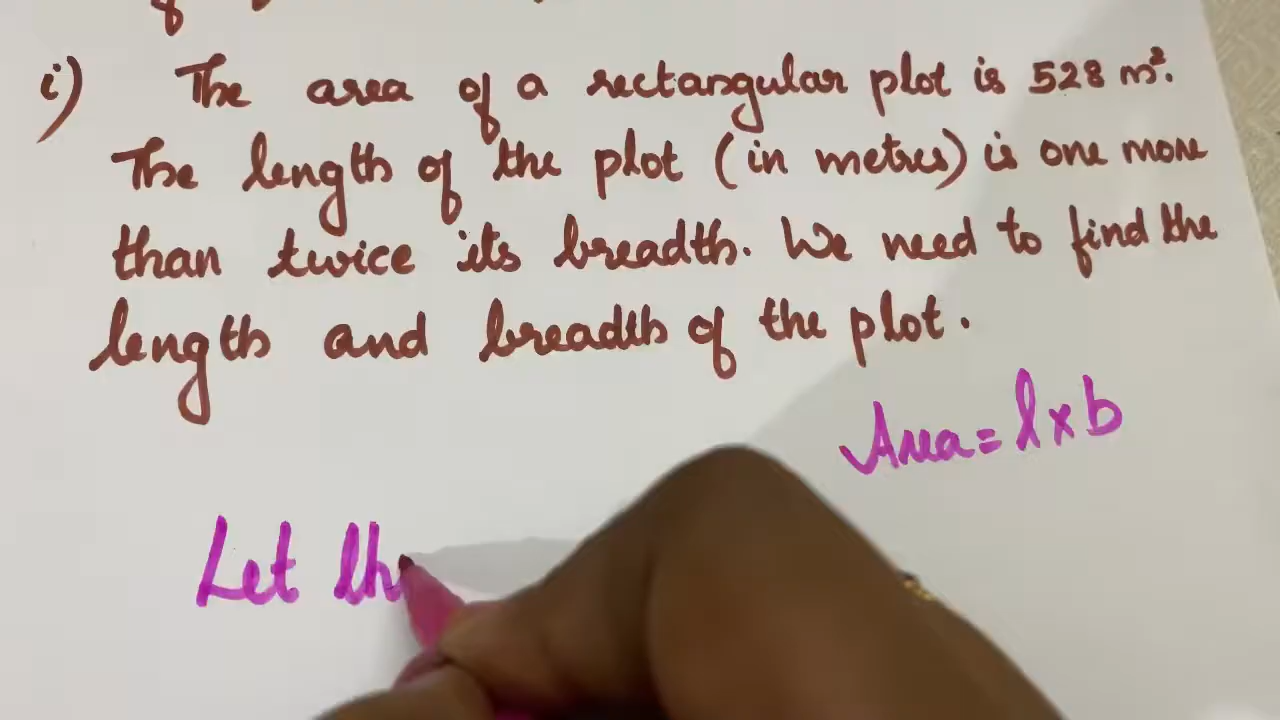 i) The area of a rectangular plot is 528 m².
The length of the plot (in metres) is one more
than twice its breadth. We need to find the
length and breadth of the plot.
Area = l × b
Let th